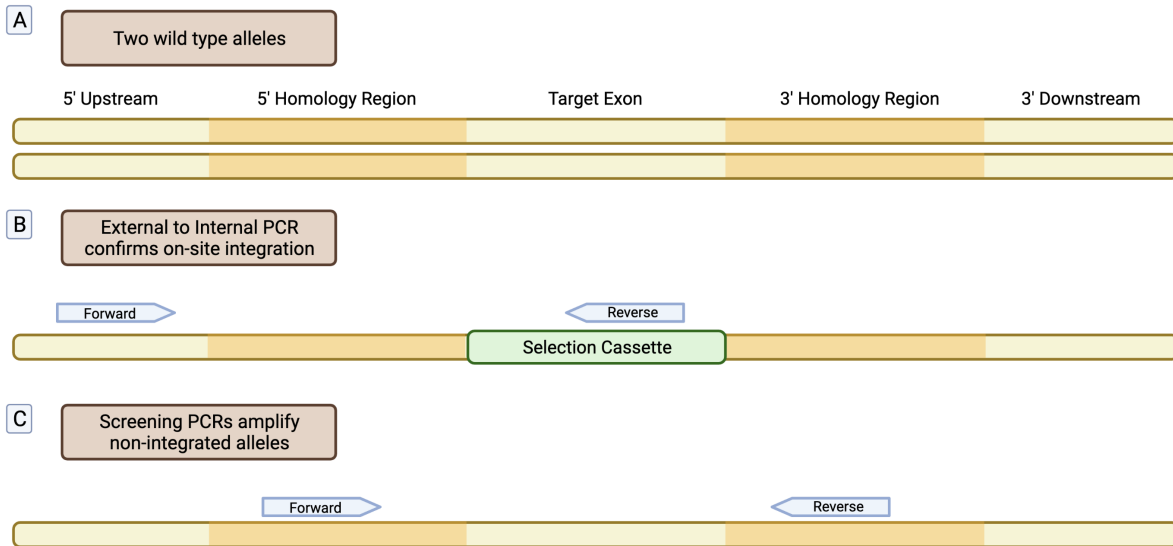 A
Two wild type alleles
5' Upstream
5' Homology Region
Target Exon
3' Homology Region
3' Downstream
B
External to Internal PCR
confirms on-site integration
Forward
Reverse
Selection Cassette
C
Screening PCRs amplify
non-integrated alleles
Forward
Reverse